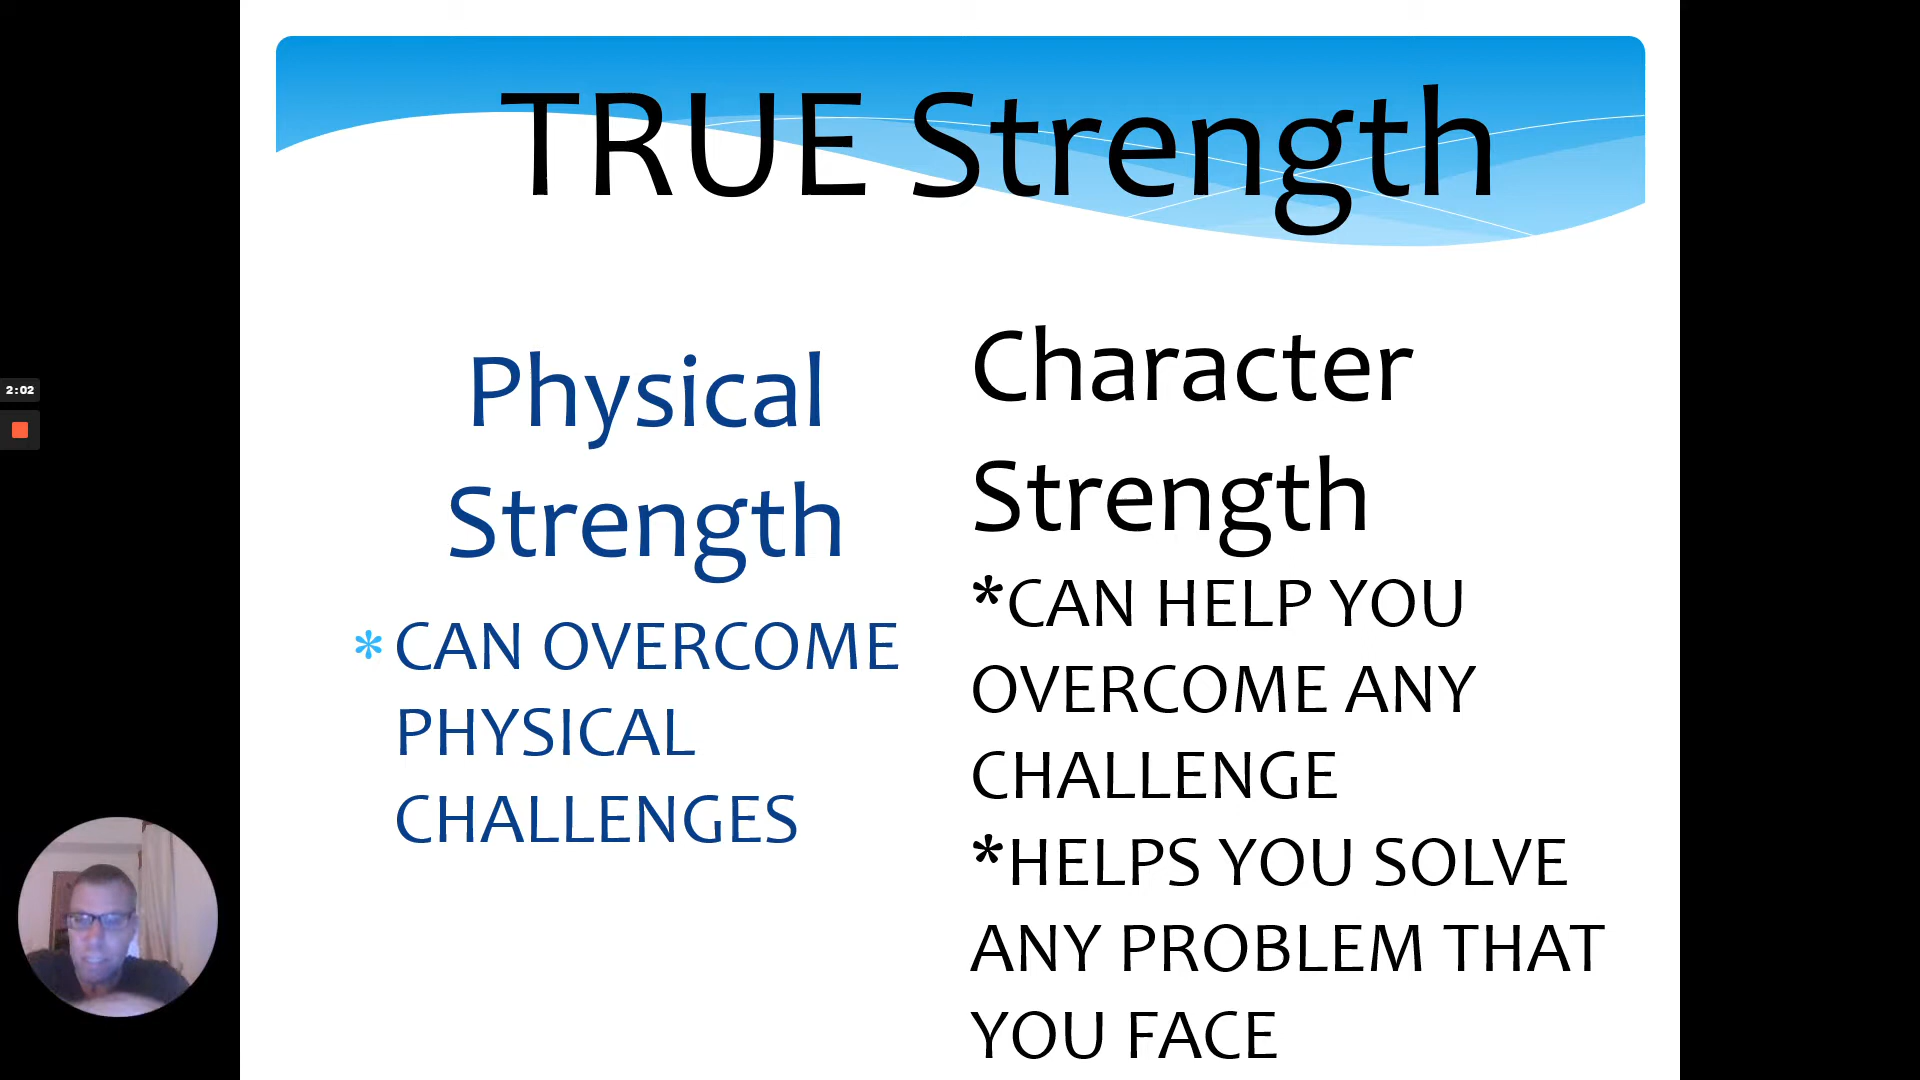 TRUE Strength
Physical
Strength
* CAN OVERCOME
PHYSICAL
CHALLENGES
Character
Strength
*CAN HELP YOU
OVERCOME ANY
CHALLENGE
*HELPS YOU SOLVE
ANY PROBLEM THAT
YOU FACE
2:02